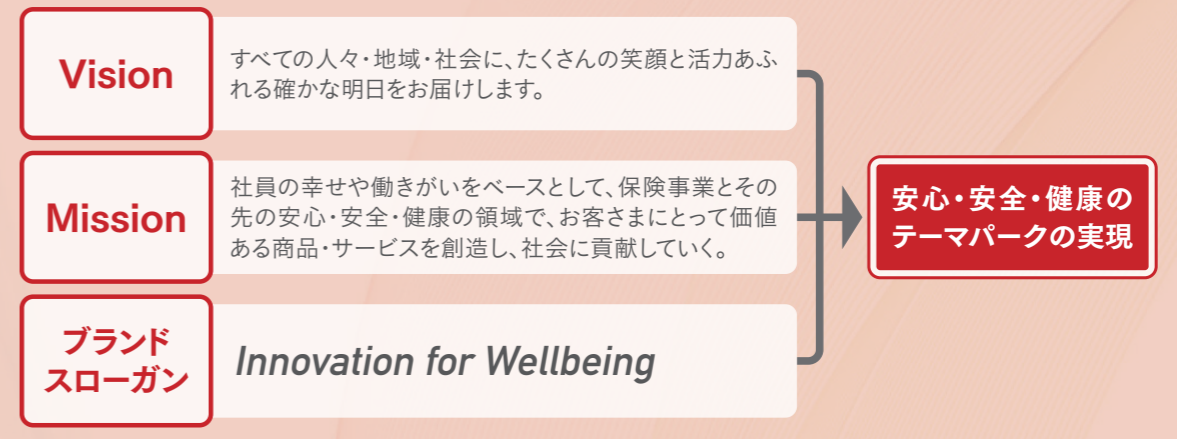 Vision
すべての人々・地域・社会に、たくさんの笑顔と活力あふ
れる確かな明日をお届けします。
Mission
社員の幸せや働きがいをベースとして、保険事業とその
先の安心・安全・健康の領域で、お客さまにとって価値
ある商品・サービスを創造し、社会に貢献していく。
ブランド
スローガン
Innovation for Wellbeing
安心・安全・健康の
テーマパークの実現